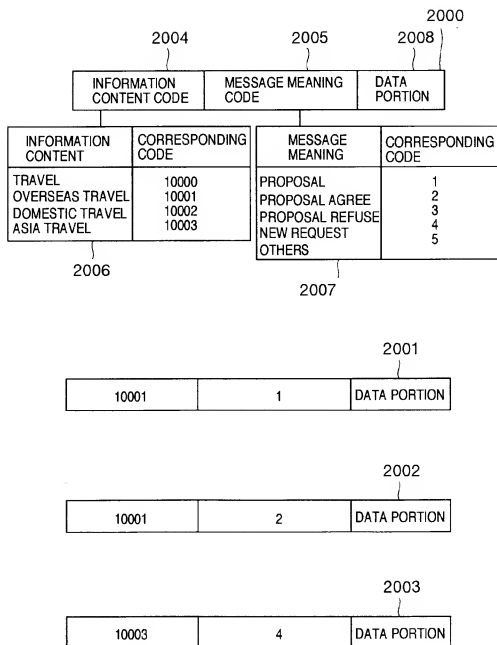 2000
2004 2005 2008
INFORMATION CONTENT CODE MESSAGE MEANING CODE DATA PORTION
INFORMATION CONTENT CORRESPONDING CODE MESSAGE MEANING CORRESPONDING CODE
TRAVEL 10000 PROPOSAL 1
OVERSEAS TRAVEL 10001 PROPOSAL AGREE 2
DOMESTIC TRAVEL 10002 PROPOSAL REFUSE 3
ASIA TRAVEL 10003 NEW REQUEST 4
OTHERS 5
2006
2007
2001
10001 1 DATA PORTION
2002
10001 2 DATA PORTION
2003
10003 4 DATA PORTION